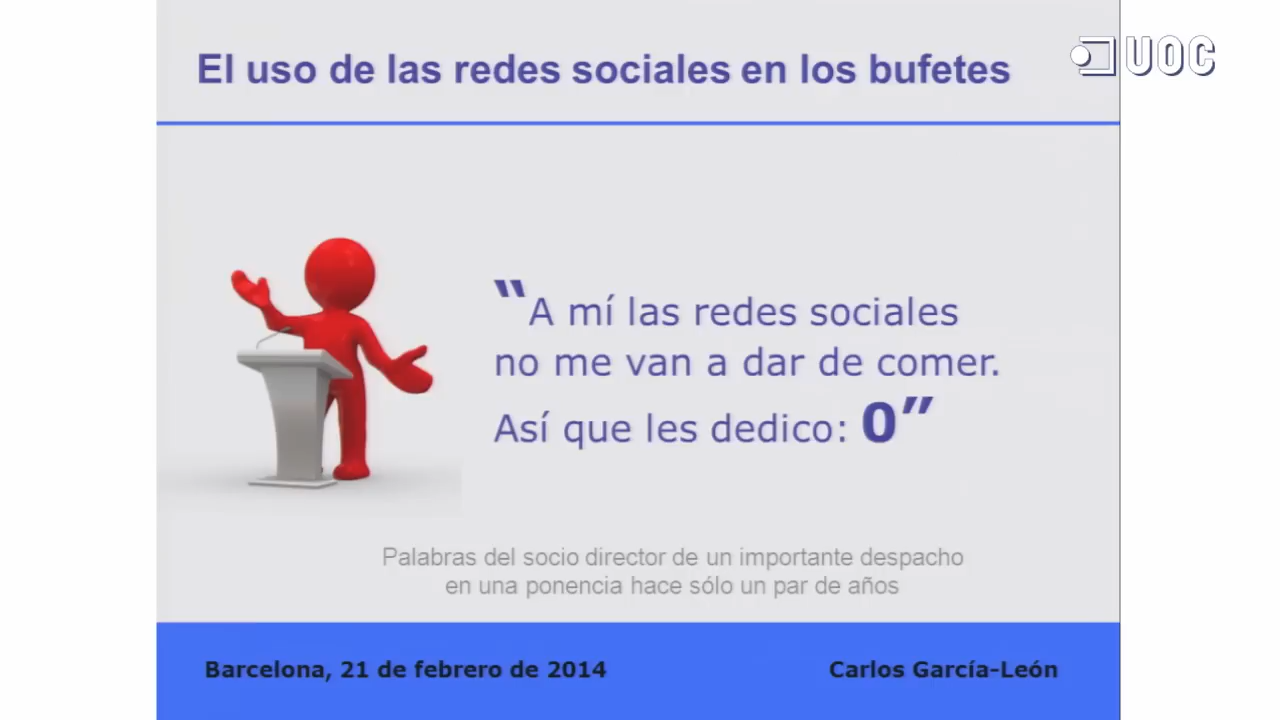 El uso de las redes sociales en los bufetes
UOC
“A mí las redes sociales
no me van a dar de comer.
Así que les dedico: 0”
Palabras del socio director de un importante despacho
en una ponencia hace sólo un par de años
Barcelona, 21 de febrero de 2014
Carlos García-León